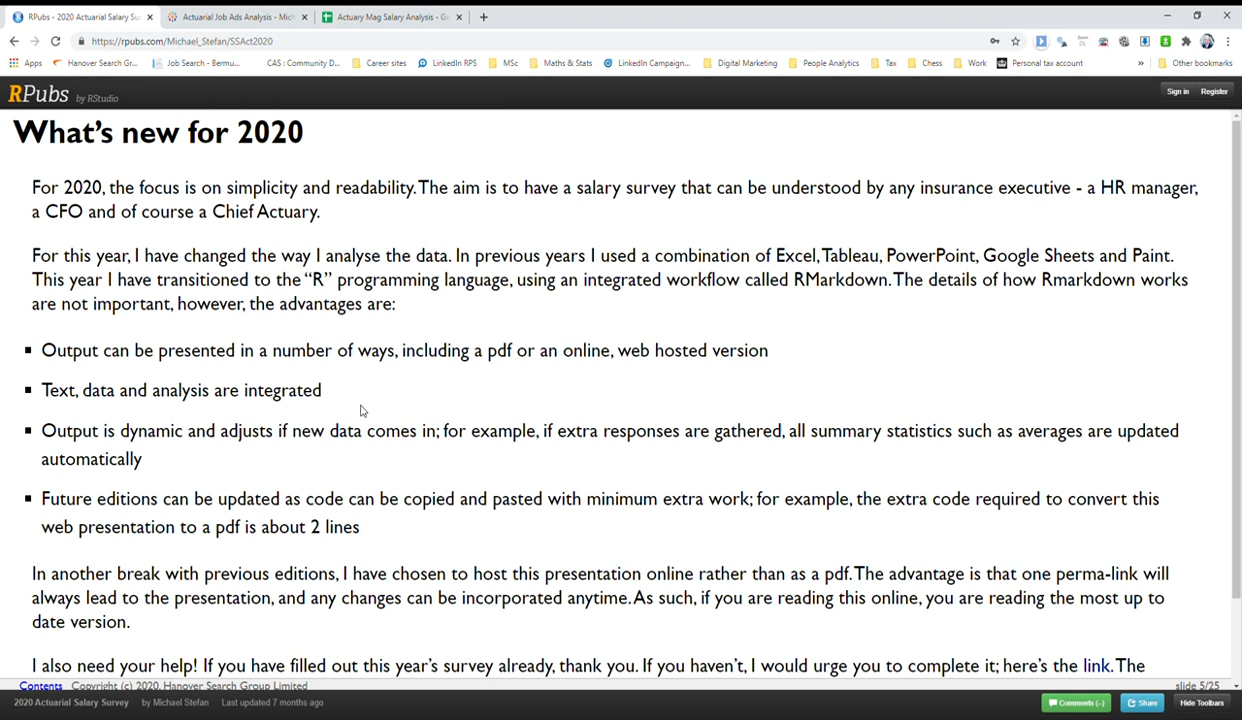 RPubs - 2020 Actuarial Salary Su
Actuarial Job Ads Analysis - Mich
Actuary Mag Salary Analysis - Go
https://rpubs.com/Michael_Stefan/SSAct2020
Apps
Hanover Search Gr...
Job Search - Bermu...
CAS : Community D...
Career sites
LinkedIn RPS
MSc
Maths & Stats
LinkedIn Campaign...
Digital Marketing
People Analytics
Tax
Chess
Work
Personal tax account
»
Other bookmarks
RPubs by RStudio
Sign in
Register
What's new for 2020
For 2020, the focus is on simplicity and readability. The aim is to have a salary survey that can be understood by any insurance executive - a HR manager,
a CFO and of course a Chief Actuary.
For this year, I have changed the way I analyse the data. In previous years I used a combination of Excel, Tableau, PowerPoint, Google Sheets and Paint.
This year I have transitioned to the "R" programming language, using an integrated workflow called RMarkdown. The details of how Rmarkdown works
are not important, however, the advantages are:
▪ Output can be presented in a number of ways, including a pdf or an online, web hosted version
▪ Text, data and analysis are integrated
▪ Output is dynamic and adjusts if new data comes in; for example, if extra responses are gathered, all summary statistics such as averages are updated
automatically
▪ Future editions can be updated as code can be copied and pasted with minimum extra work; for example, the extra code required to convert this
web presentation to a pdf is about 2 lines
In another break with previous editions, I have chosen to host this presentation online rather than as a pdf. The advantage is that one perma-link will
always lead to the presentation, and any changes can be incorporated anytime. As such, if you are reading this online, you are reading the most up to
date version.
I also need your help! If you have filled out this year's survey already, thank you. If you haven't, I would urge you to complete it; here's the link. The
Contents Copyright (c) 2020, Hanover Search Group Limited
slide 5/25
2020 Actuarial Salary Survey
by Michael Stefan
Last updated 7 months ago
Comments (–)
Share
Hide Toolbars